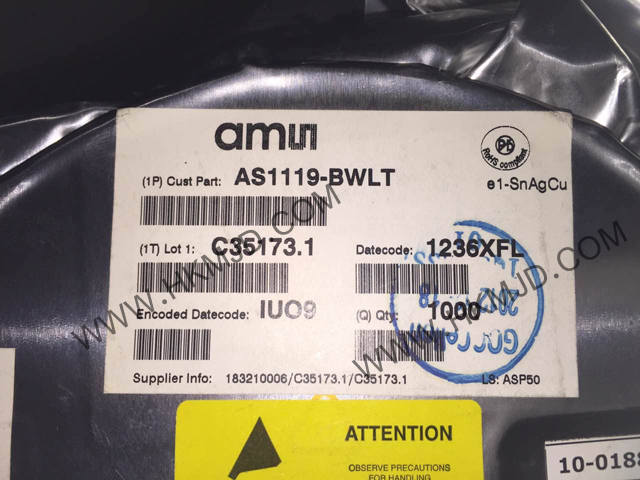 amu
Pb
RoHS compliant
(1P) Cust Part: AS1119-BWLT
e1-SnAgCu
(1T) Lot 1: C35173.1
Datecode: 1236XFL
Encoded Datecode: IUO9
(Q) Qty: 1000
Supplier Info: 183210006/C35173.1/C35173.1
LS: ASP50
ATTENTION
OBSERVE PRECAUTIONS
FOR HANDLING
10-0188
WWW.HKMJD.COM
WWW.HKMJD.COM